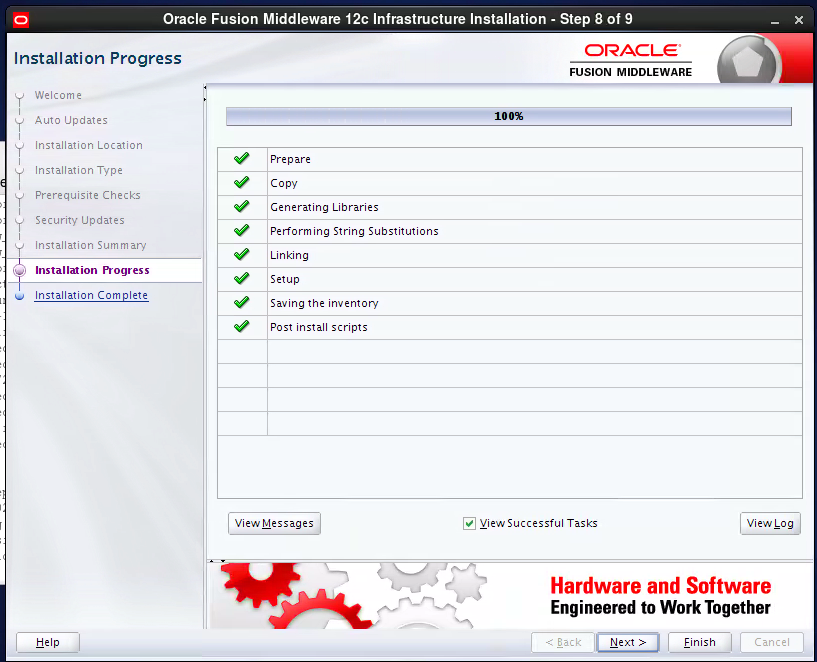 Oracle Fusion Middleware 12c Infrastructure Installation - Step 8 of 9
Installation Progress
ORACLE
FUSION MIDDLEWARE
Welcome
Auto Updates
Installation Location
Installation Type
Prerequisite Checks
Security Updates
Installation Summary
Installation Progress
Installation Complete
100%
Prepare
Copy
Generating Libraries
Performing String Substitutions
Linking
Setup
Saving the inventory
Post install scripts
View Messages
View Successful Tasks
View Log
Hardware and Software
Engineered to Work Together
Help
< Back
Next >
Finish
Cancel